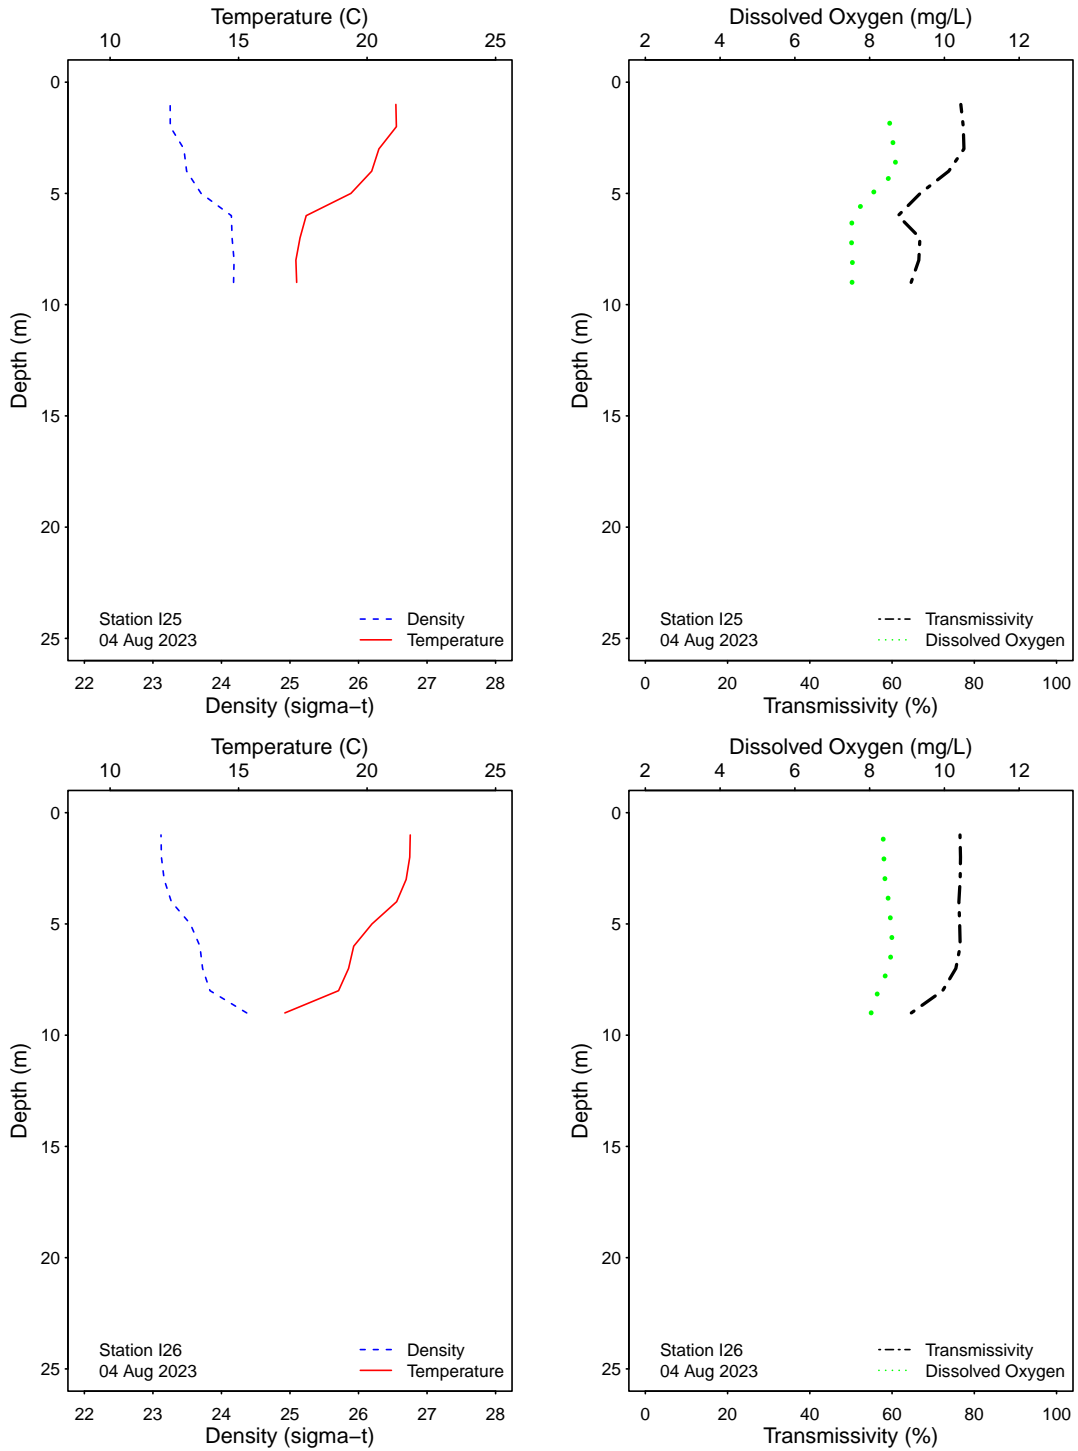 Temperature (C)
10 15 20 25
0
5
10
15
20
25
Depth (m)
Station I25
04 Aug 2023
Density
Temperature
22 23 24 25 26 27 28
Density (sigma−t)
Dissolved Oxygen (mg/L)
2 4 6 8 10 12
0
5
10
15
20
25
Depth (m)
Station I25
04 Aug 2023
Transmissivity
Dissolved Oxygen
0 20 40 60 80 100
Transmissivity (%)
Temperature (C)
10 15 20 25
0
5
10
15
20
25
Depth (m)
Station I26
04 Aug 2023
Density
Temperature
22 23 24 25 26 27 28
Density (sigma−t)
Dissolved Oxygen (mg/L)
2 4 6 8 10 12
0
5
10
15
20
25
Depth (m)
Station I26
04 Aug 2023
Transmissivity
Dissolved Oxygen
0 20 40 60 80 100
Transmissivity (%)